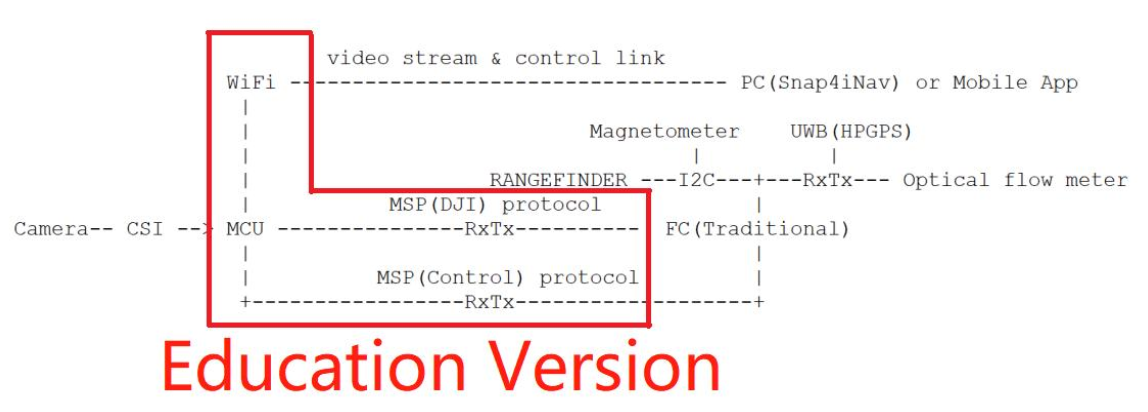 video stream & control link
WiFi ----------------------------------- PC(Snap4iNav) or Mobile App
|
| Magnetometer UWB(HPGPS)
| | |
| RANGEFINDER ---I2C---+---RxTx--- Optical flow meter
| MSP(DJI) protocol |
Camera-- CSI --> MCU ---------------RxTx---------- FC(Traditional)
| |
| MSP(Control) protocol |
+-----------------RxTx-------------------+
Education Version